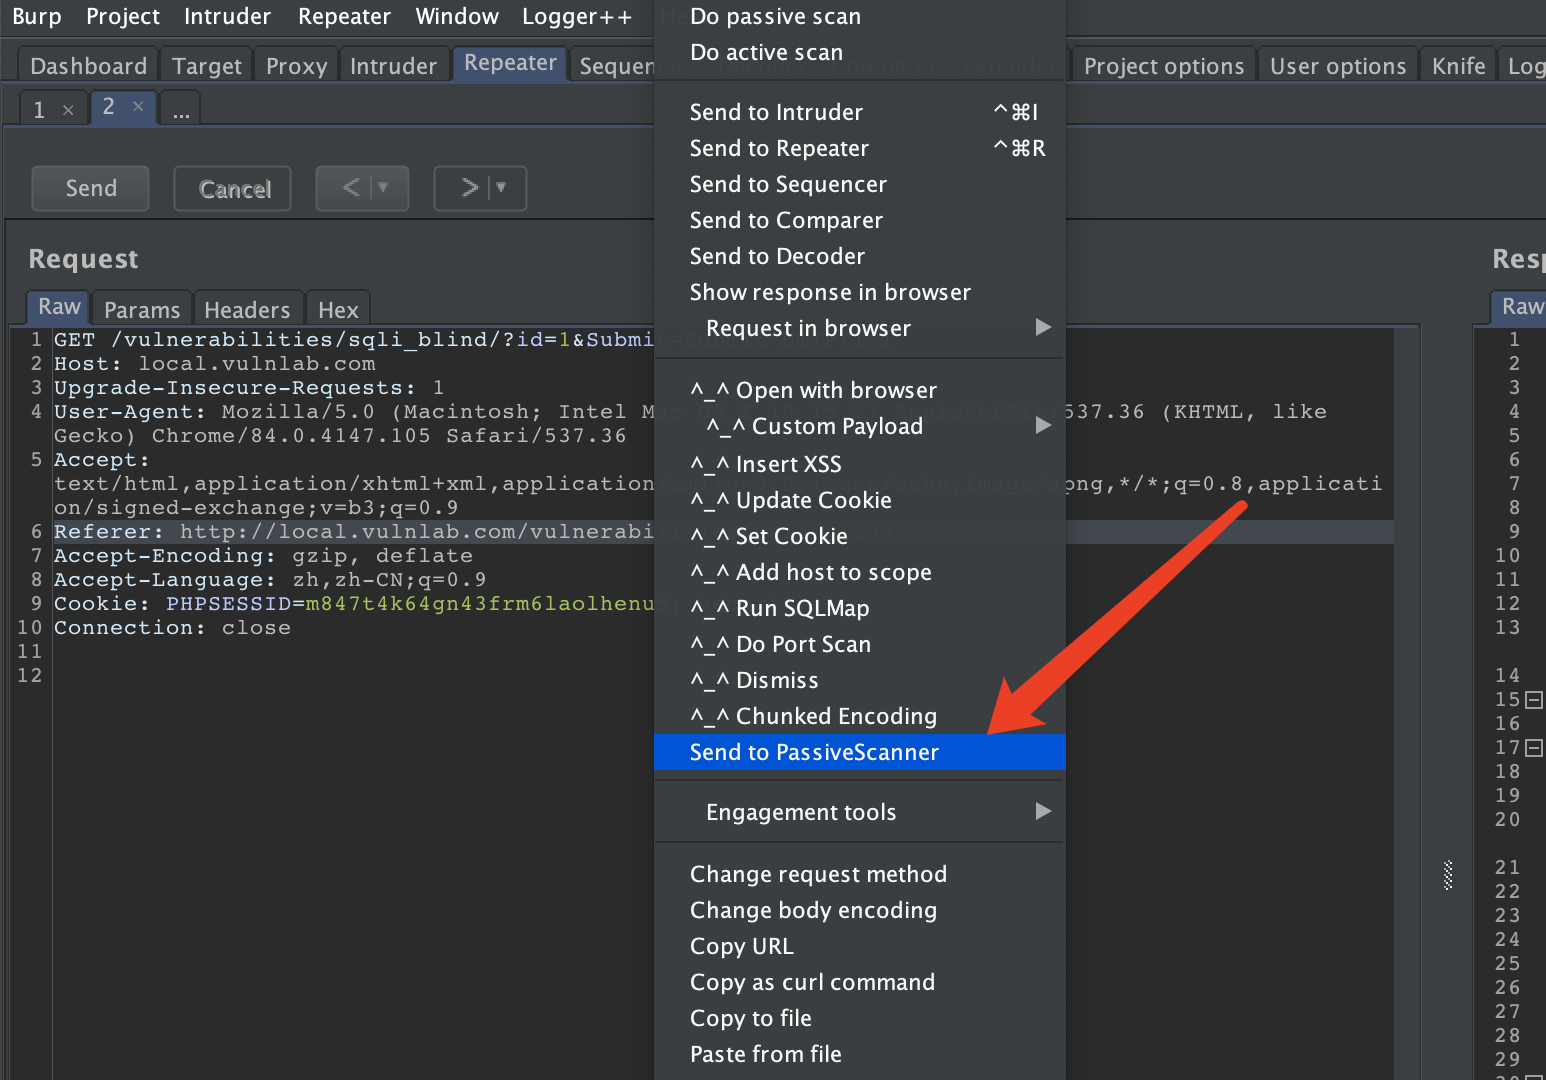 Burp Project Intruder Repeater Window Logger++
Dashboard Target Proxy Intruder Repeater Sequen Project options User options Knife Log
1 × 2 × ...
Send Cancel < ▼ > ▼
Request
Raw Params Headers Hex
1 GET /vulnerabilities/sqli_blind/?id=1&Submi
2 Host: local.vulnlab.com
3 Upgrade-Insecure-Requests: 1
4 User-Agent: Mozilla/5.0 (Macintosh; Intel M /537.36 (KHTML, like
Gecko) Chrome/84.0.4147.105 Safari/537.36
5 Accept:
text/html,application/xhtml+xml,application png,*/*;q=0.8,applicati
on/signed-exchange;v=b3;q=0.9
6 Referer: http://local.vulnlab.com/vulnerabi
7 Accept-Encoding: gzip, deflate
8 Accept-Language: zh,zh-CN;q=0.9
9 Cookie: PHPSESSID=m847t4k64gn43frm6laolhenu
10 Connection: close
11
12
Do passive scan
Do active scan
Send to Intruder ^⌘I
Send to Repeater ^⌘R
Send to Sequencer
Send to Comparer
Send to Decoder
Show response in browser
Request in browser
^_^ Open with browser
^_^ Custom Payload
^_^ Insert XSS
^_^ Update Cookie
^_^ Set Cookie
^_^ Add host to scope
^_^ Run SQLMap
^_^ Do Port Scan
^_^ Dismiss
^_^ Chunked Encoding
Send to PassiveScanner
Engagement tools
Change request method
Change body encoding
Copy URL
Copy as curl command
Copy to file
Paste from file
Resp
Raw
1
2
3
4
5
6
7
8
9
10
11
12
13
14
15
16
17
18
19
20
21
22
23
24
25
26
27
28
29